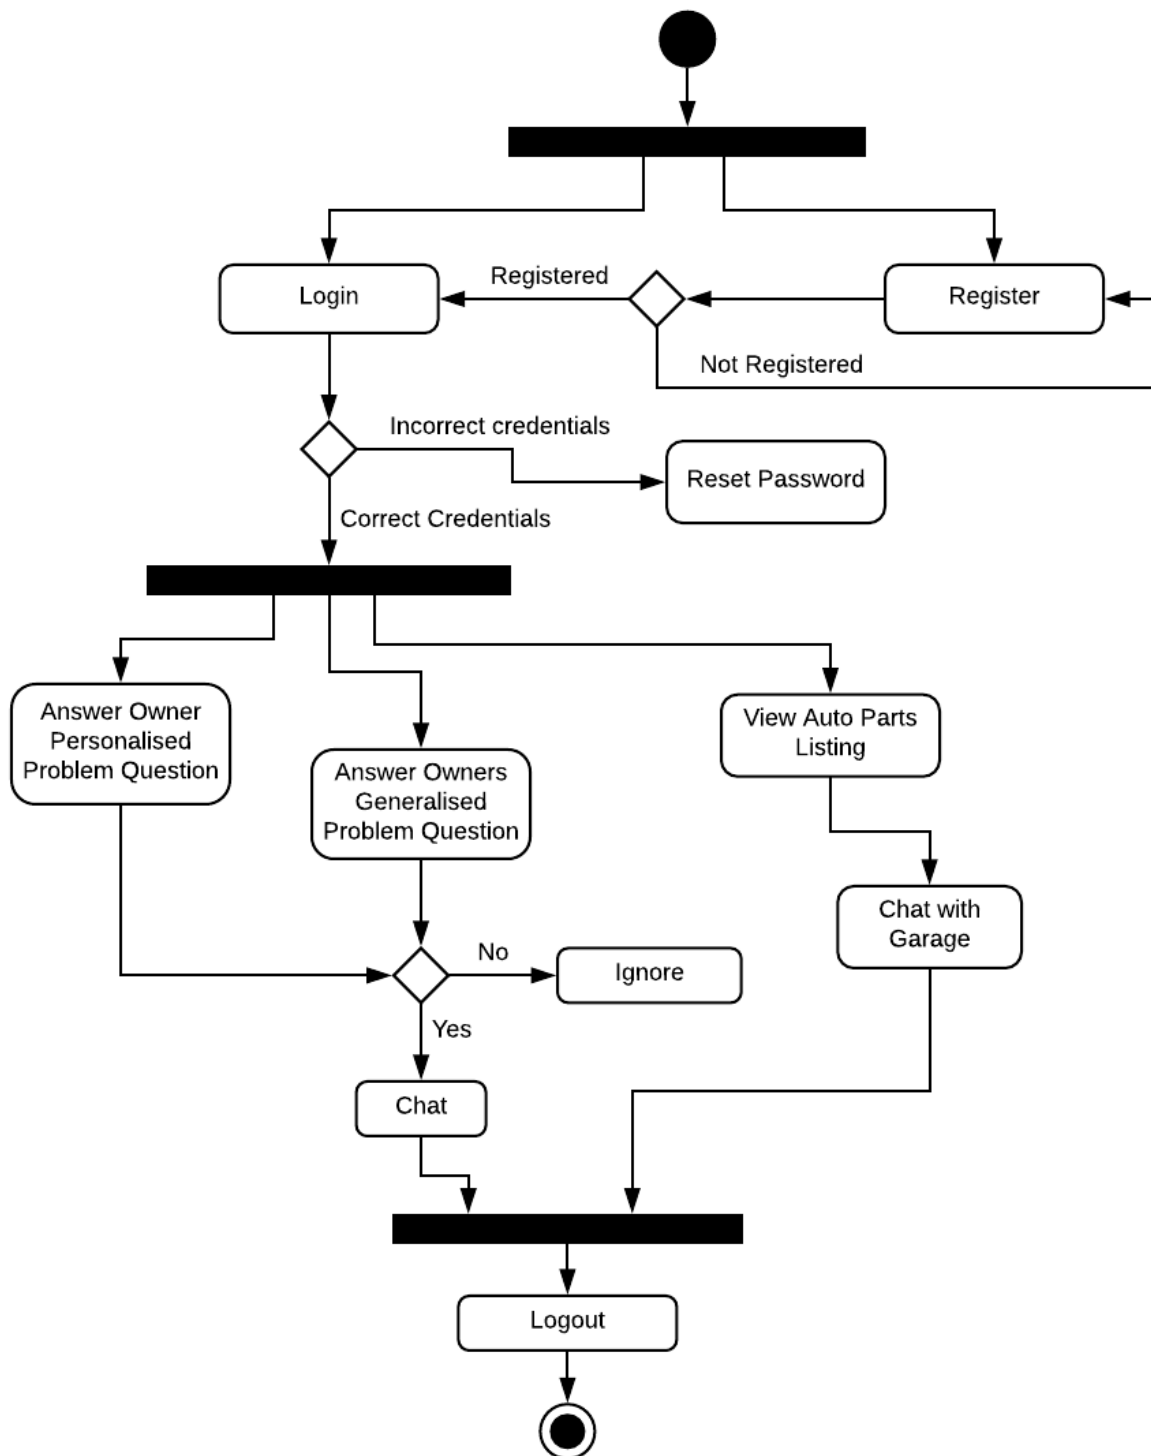 Login
Registered
Register
Not Registered
Incorrect credentials
Reset Password
Correct Credentials
Answer Owner
Personalised
Problem Question
Answer Owners
Generalised
Problem Question
View Auto Parts
Listing
Chat with
Garage
No
Ignore
Yes
Chat
Logout